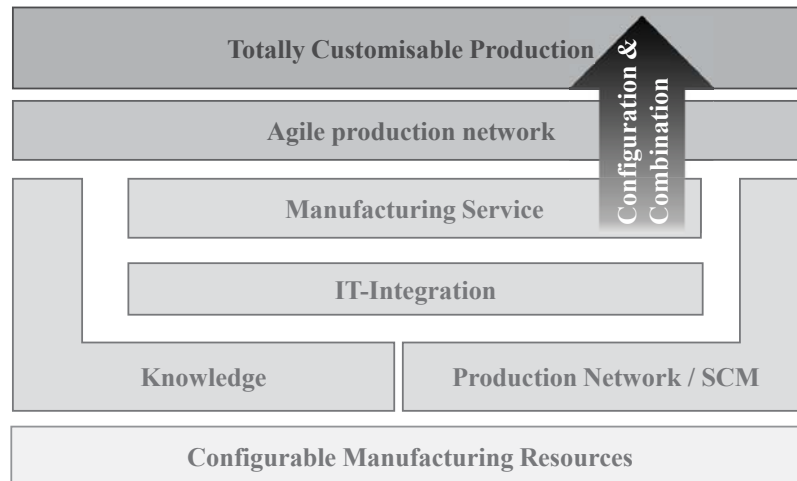 Totally Customisable Production
Configuration &
Combination
Agile production network
Manufacturing Service
IT-Integration
Knowledge
Production Network / SCM
Configurable Manufacturing Resources